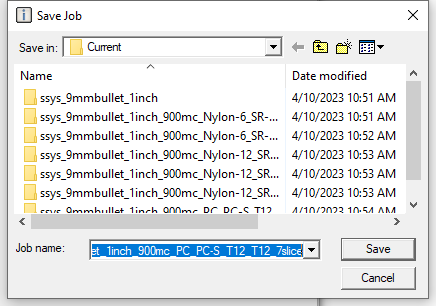 Save Job
Save in: Current
Name Date modified
ssys_9mmbullet_1inch 4/10/2023 10:51 AM
ssys_9mmbullet_1inch_900mc_Nylon-6_SR-... 4/10/2023 10:51 AM
ssys_9mmbullet_1inch_900mc_Nylon-6_SR-... 4/10/2023 10:52 AM
ssys_9mmbullet_1inch_900mc_Nylon-12_SR... 4/10/2023 10:53 AM
ssys_9mmbullet_1inch_900mc_Nylon-12_SR... 4/10/2023 10:53 AM
ssys_9mmbullet_1inch_900mc_Nylon-12_SR... 4/10/2023 10:53 AM
ssys_9mmbullet_1inch_900mc_PC_PC-S_T12... 4/10/2023 10:54 AM
Job name: et_1inch_900mc_PC_PC-S_T12_T12_7slice Save
Cancel